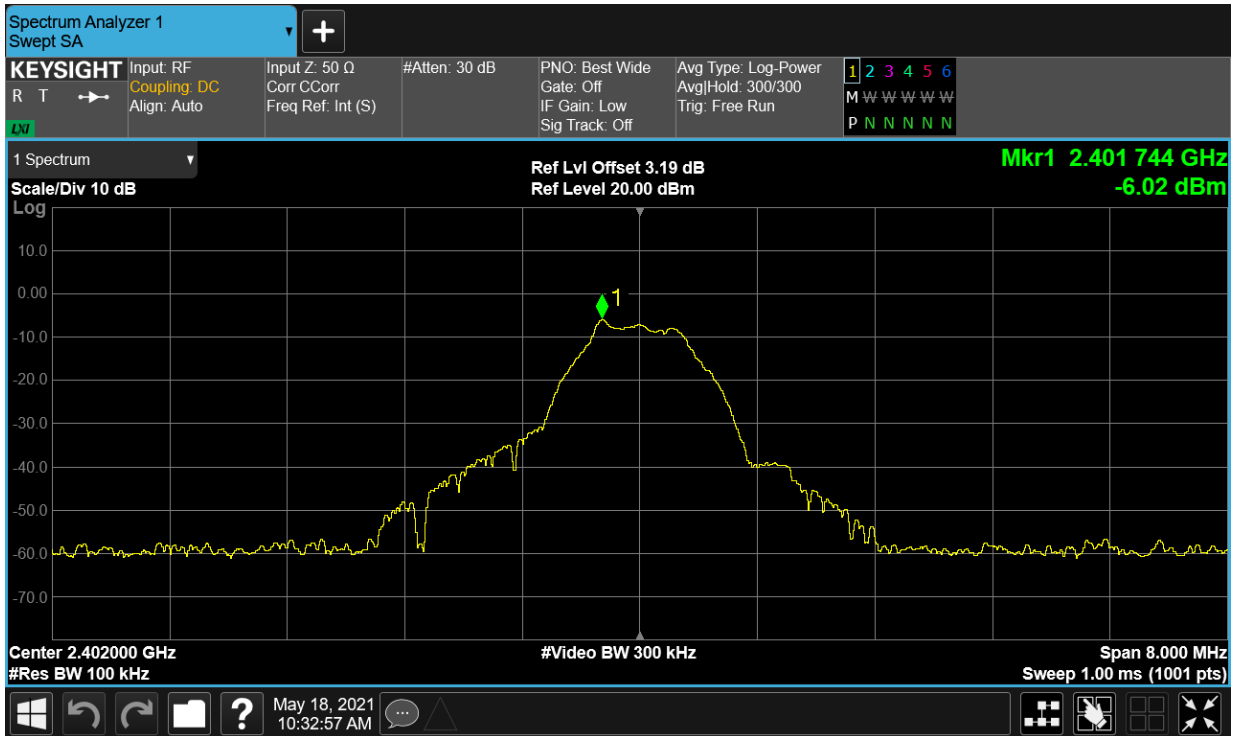 Spectrum Analyzer 1
Swept SA
KEYSIGHT
R T
LXI
Input: RF
Coupling: DC
Align: Auto
Input Z: 50 Ω
Corr CCorr
Freq Ref: Int (S)
#Atten: 30 dB
PNO: Best Wide
Gate: Off
IF Gain: Low
Sig Track: Off
Avg Type: Log-Power
Avg|Hold: 300/300
Trig: Free Run
1 2 3 4 5 6
M W W W W W
P N N N N N
1 Spectrum
Scale/Div 10 dB
Ref Lvl Offset 3.19 dB
Ref Level 20.00 dBm
Mkr1 2.401 744 GHz
-6.02 dBm
Log
10.0
0.00
-10.0
-20.0
-30.0
-40.0
-50.0
-60.0
-70.0
1
Center 2.402000 GHz
#Res BW 100 kHz
#Video BW 300 kHz
Span 8.000 MHz
Sweep 1.00 ms (1001 pts)
?
May 18, 2021
10:32:57 AM